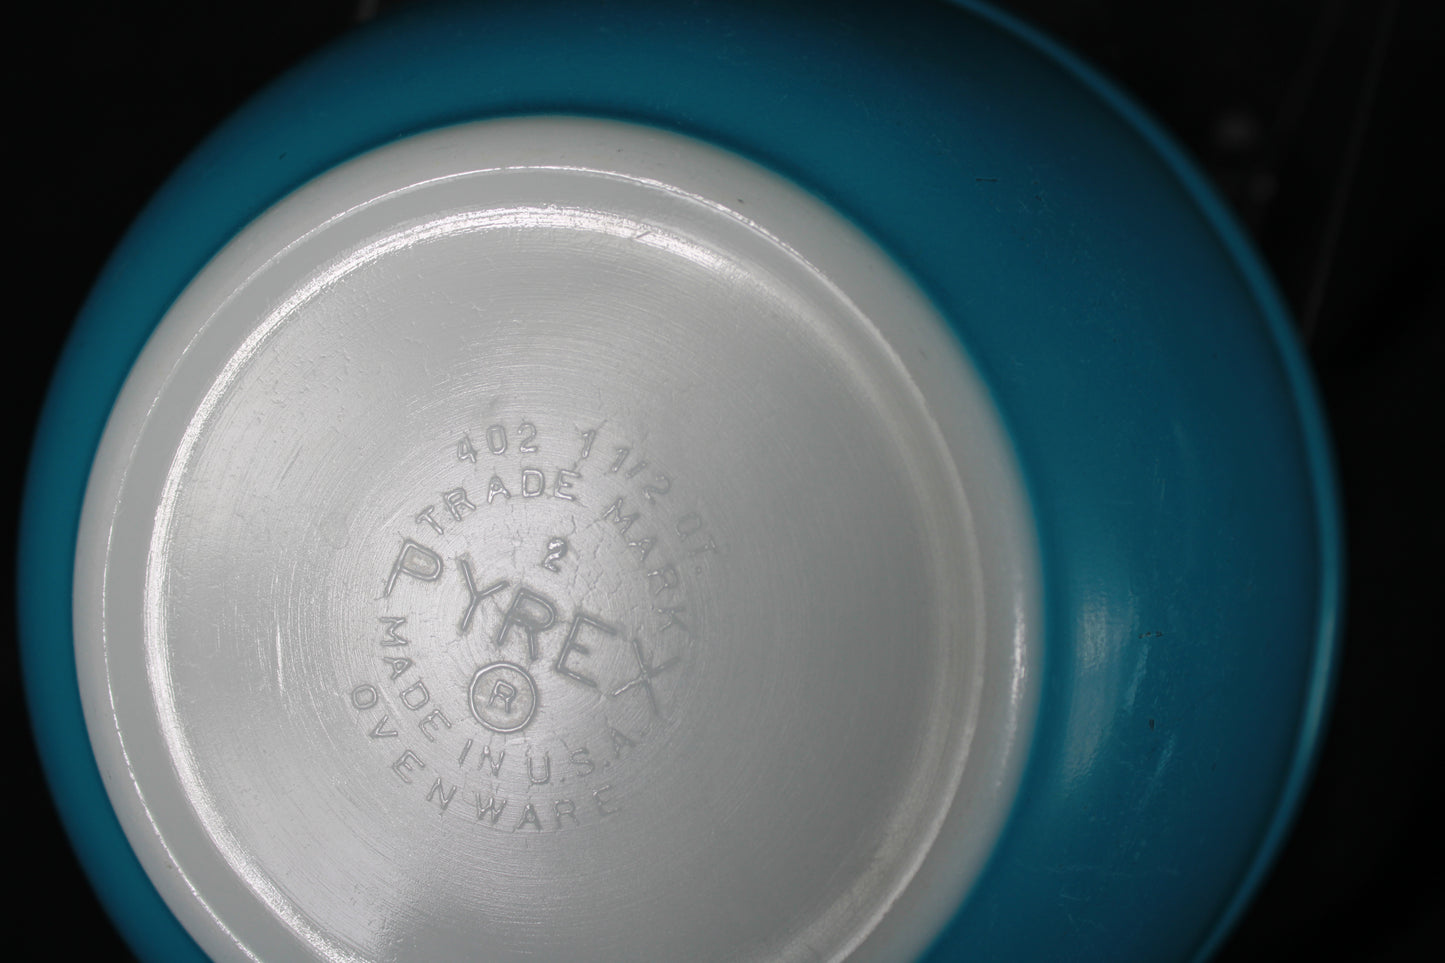 402 1 1/2 QT.
TRADE MARK
2
PYREX
®
MADE IN U.S.A.
OVENWARE